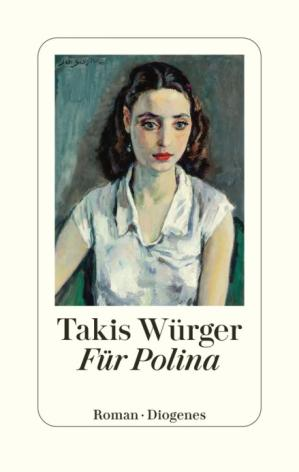 Takis Würger
Für Polina
Roman · Diogenes